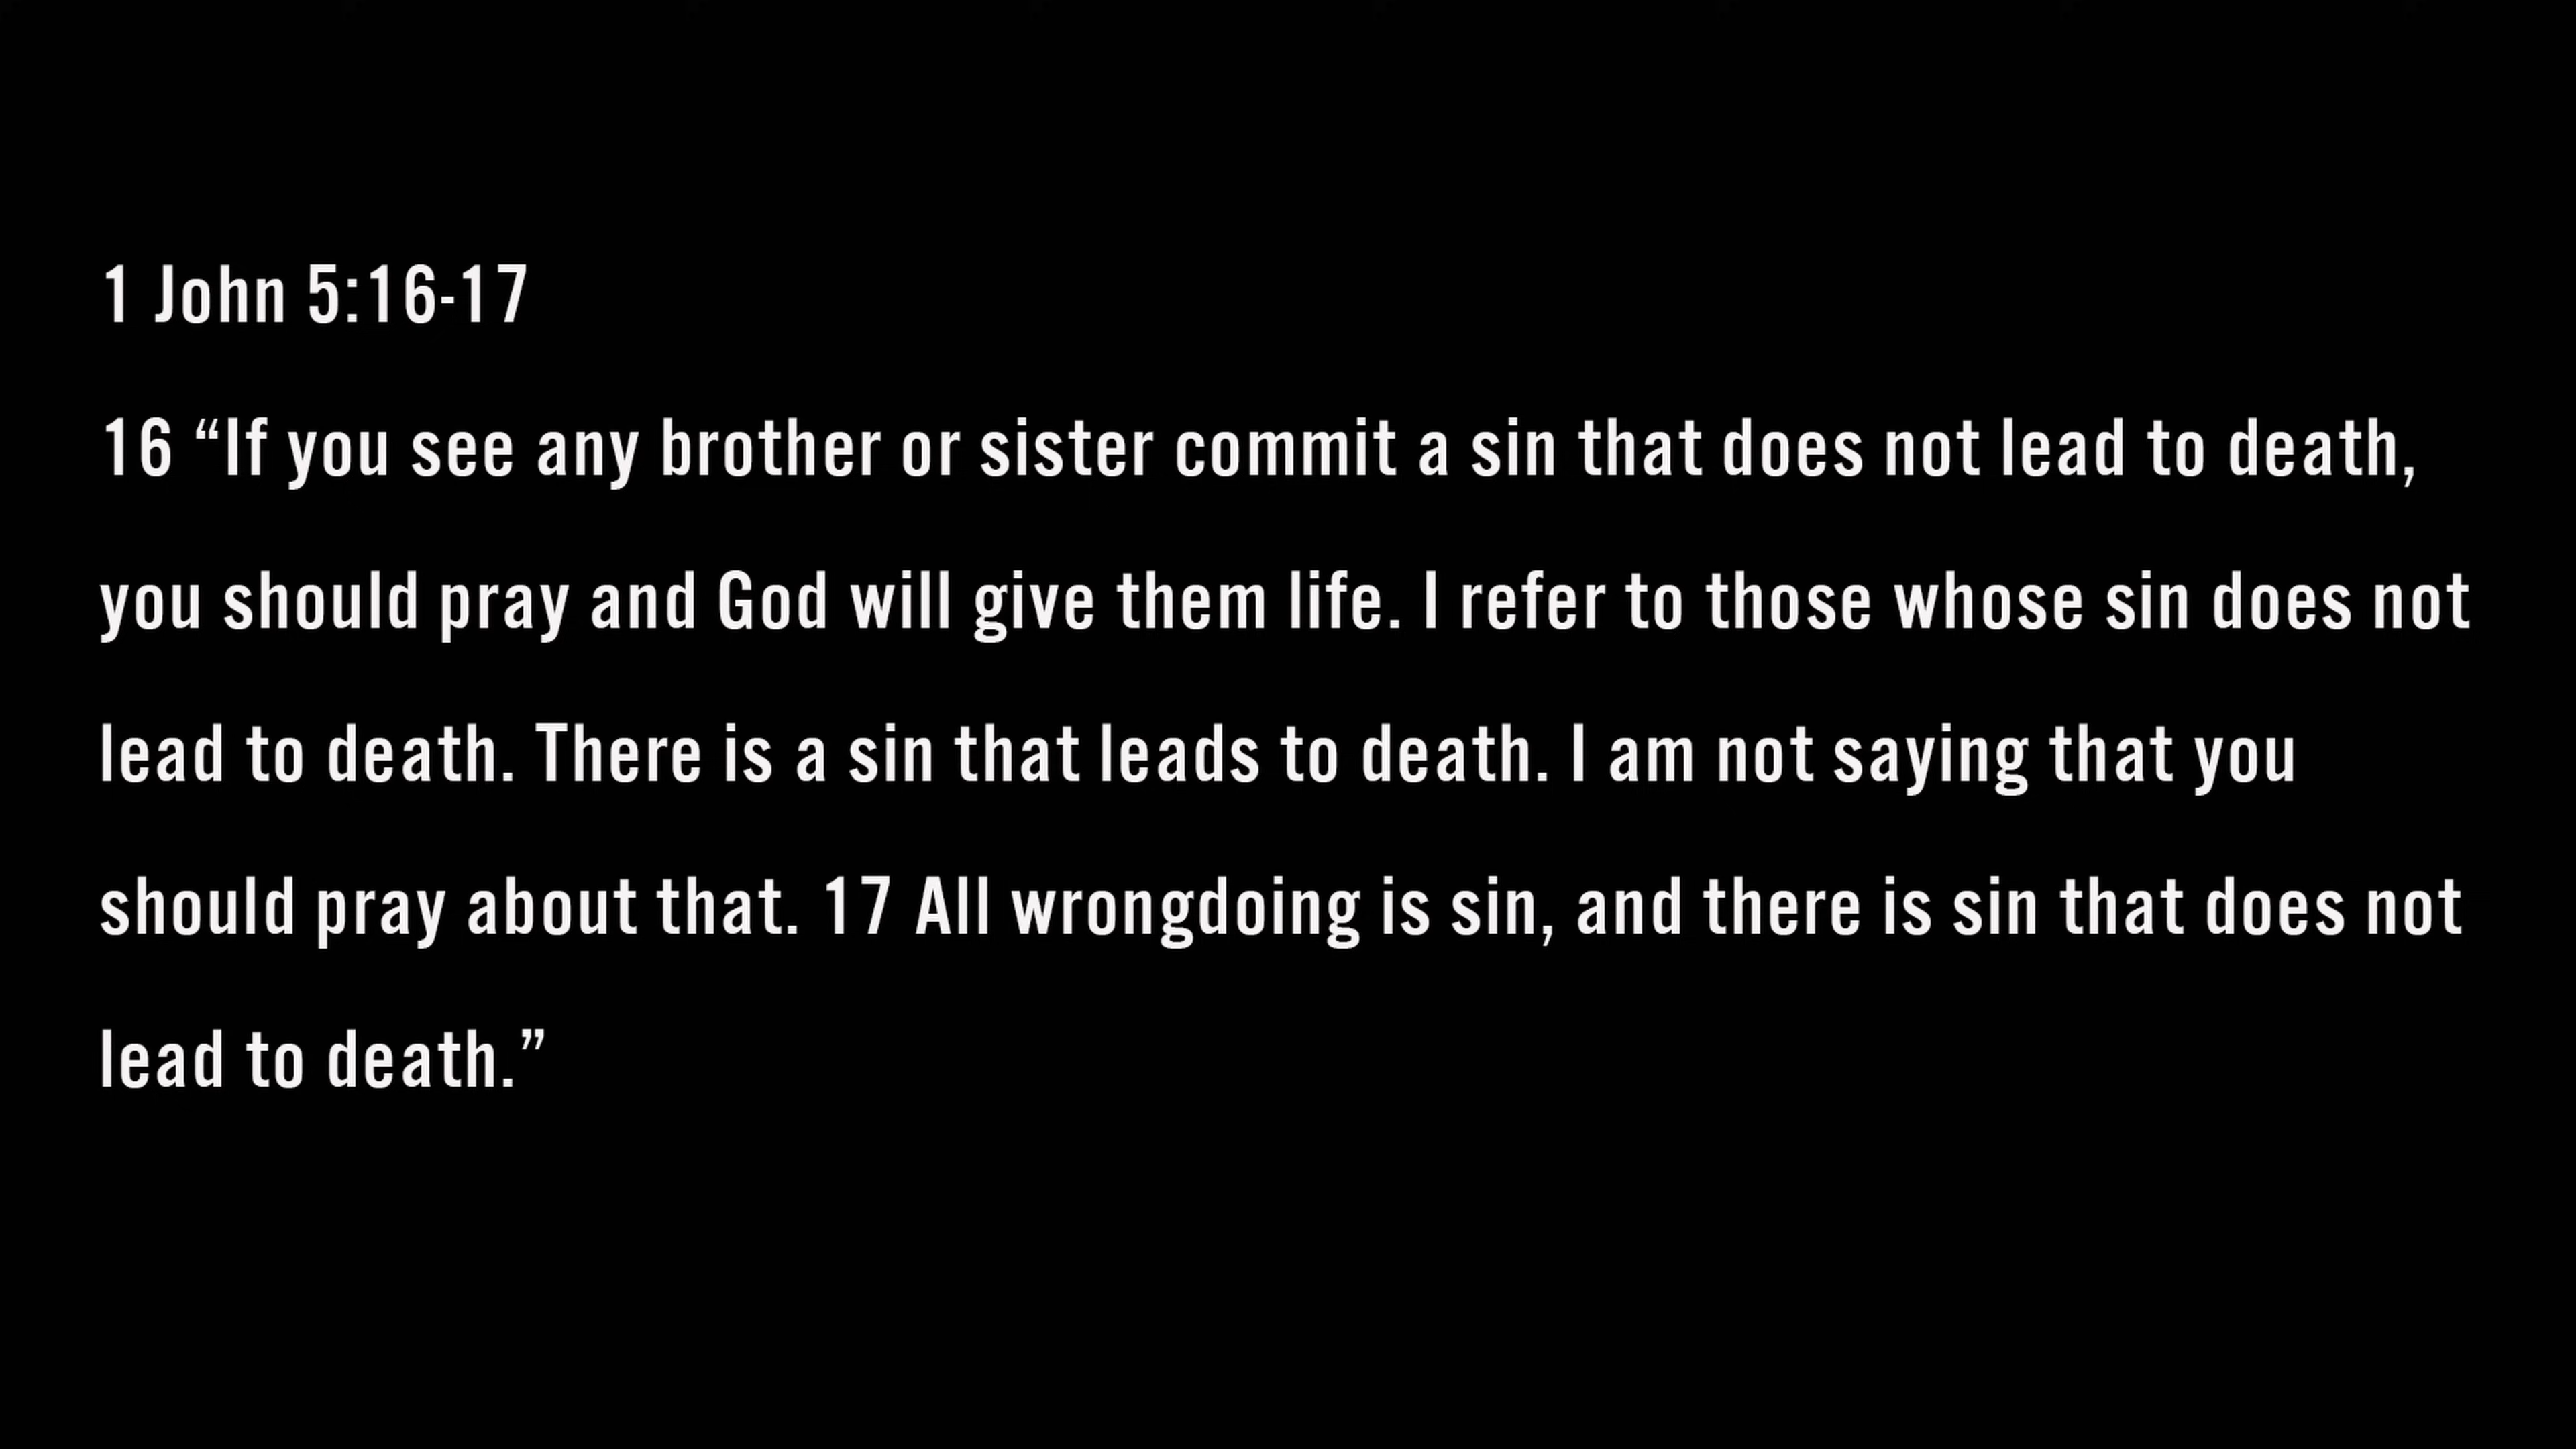 1 John 5:16-17
16 “If you see any brother or sister commit a sin that does not lead to death,
you should pray and God will give them life. I refer to those whose sin does not
lead to death. There is a sin that leads to death. I am not saying that you
should pray about that. 17 All wrongdoing is sin, and there is sin that does not
lead to death.”